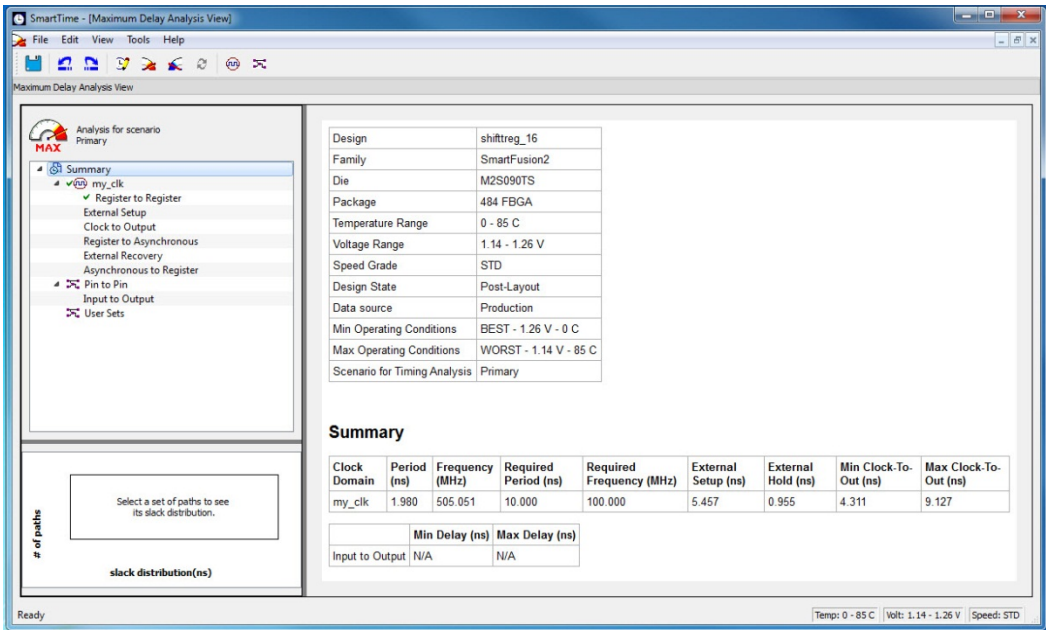 SmartTime - [Maximum Delay Analysis View]
File Edit View Tools Help
Maximum Delay Analysis View
MAX
Analysis for scenario
Primary
Summary
my_clk
Register to Register
External Setup
Clock to Output
Register to Asynchronous
External Recovery
Asynchronous to Register
Pin to Pin
Input to Output
User Sets
# of paths
Select a set of paths to see
its slack distribution.
slack distribution(ns)
Design shifttreg_16
Family SmartFusion2
Die M2S090TS
Package 484 FBGA
Temperature Range 0 - 85 C
Voltage Range 1.14 - 1.26 V
Speed Grade STD
Design State Post-Layout
Data source Production
Min Operating Conditions BEST - 1.26 V - 0 C
Max Operating Conditions WORST - 1.14 V - 85 C
Scenario for Timing Analysis Primary
Summary
Clock Domain Period (ns) Frequency (MHz) Required Period (ns) Required Frequency (MHz) External Setup (ns) External Hold (ns) Min Clock-To-Out (ns) Max Clock-To-Out (ns)
my_clk 1.980 505.051 10.000 100.000 5.457 0.955 4.311 9.127
Min Delay (ns) Max Delay (ns)
Input to Output N/A N/A
Ready Temp: 0 - 85 C Volt: 1.14 - 1.26 V Speed: STD